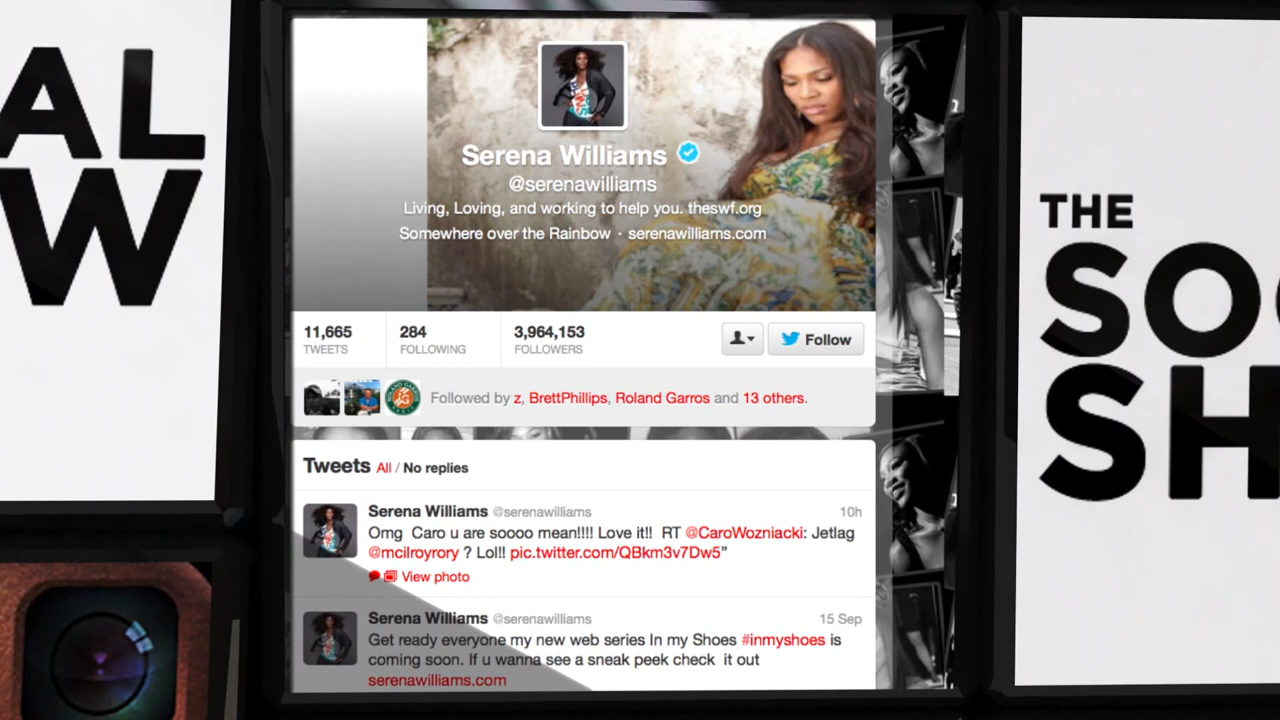 AL
W
Serena Williams
@serenawilliams
Living, Loving, and working to help you. theswf.org
Somewhere over the Rainbow · serenawilliams.com
11,665
TWEETS
284
FOLLOWING
3,964,153
FOLLOWERS
Follow
Followed by z, BrettPhillips, Roland Garros and 13 others.
Tweets All / No replies
Serena Williams @serenawilliams 10h
Omg Caro u are soooo mean!!!! Love it!! RT @CaroWozniacki: Jetlag
@mcilroyrory ? Lol!! pic.twitter.com/QBkm3v7Dw5”
View photo
Serena Williams @serenawilliams 15 Sep
Get ready everyone my new web series In my Shoes #inmyshoes is
coming soon. If u wanna see a sneak peek check it out
serenawilliams.com
THE
SOC
SH